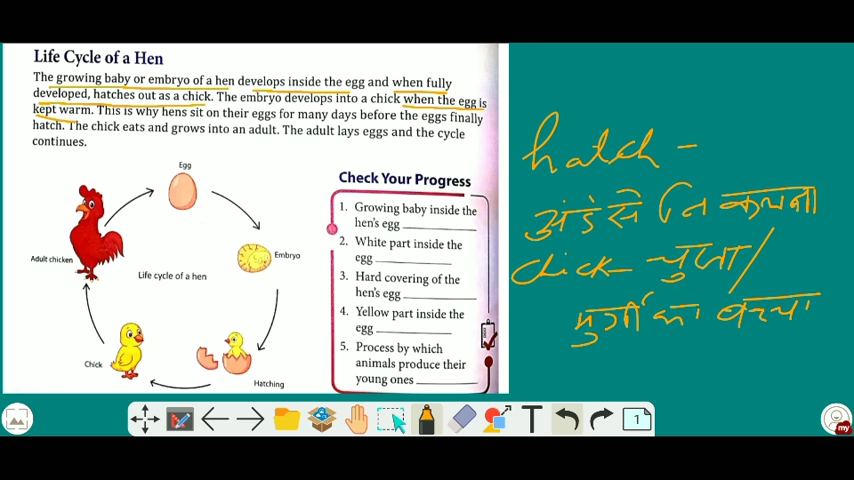 Life Cycle of a Hen
The growing baby or embryo of a hen develops inside the egg and when fully
developed, hatches out as a chick. The embryo develops into a chick when the egg is
kept warm. This is why hens sit on their eggs for many days before the eggs finally
hatch. The chick eats and grows into an adult. The adult lays eggs and the cycle
continues.
Egg
Embryo
Hatching
Chick
Adult chicken
Life cycle of a hen
Check Your Progress
1. Growing baby inside the
hen's egg
2. White part inside the
egg
3. Hard covering of the
hen's egg
4. Yellow part inside the
egg
5. Process by which
animals produce their
young ones
hatch -
अंडे से निकलना
chick - चूजा /
मुर्गी का बच्चा
T
1
my